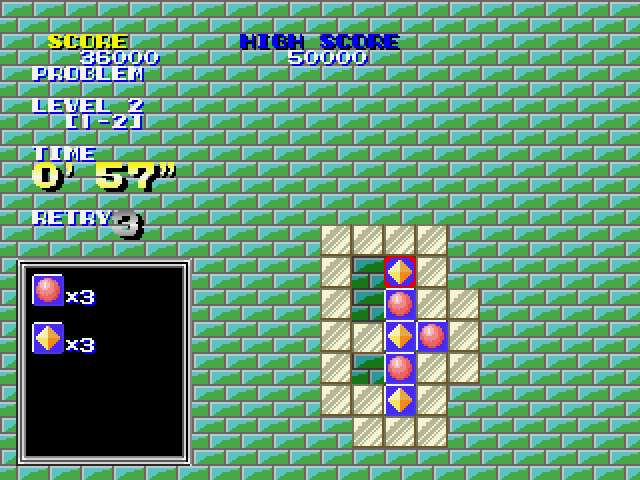 SCORE
36000
HIGH SCORE
50000
PROBLEM
LEVEL 2
[1-2]
TIME
0' 57"
RETRY 3
×3
×3